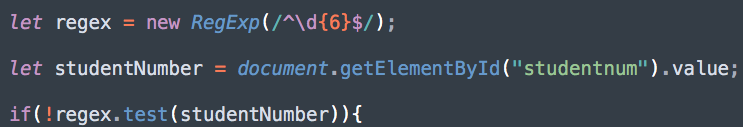 let regex = new RegExp(/^\d{6}$/);
let studentNumber = document.getElementById("studentnum").value;
if(!regex.test(studentNumber)){